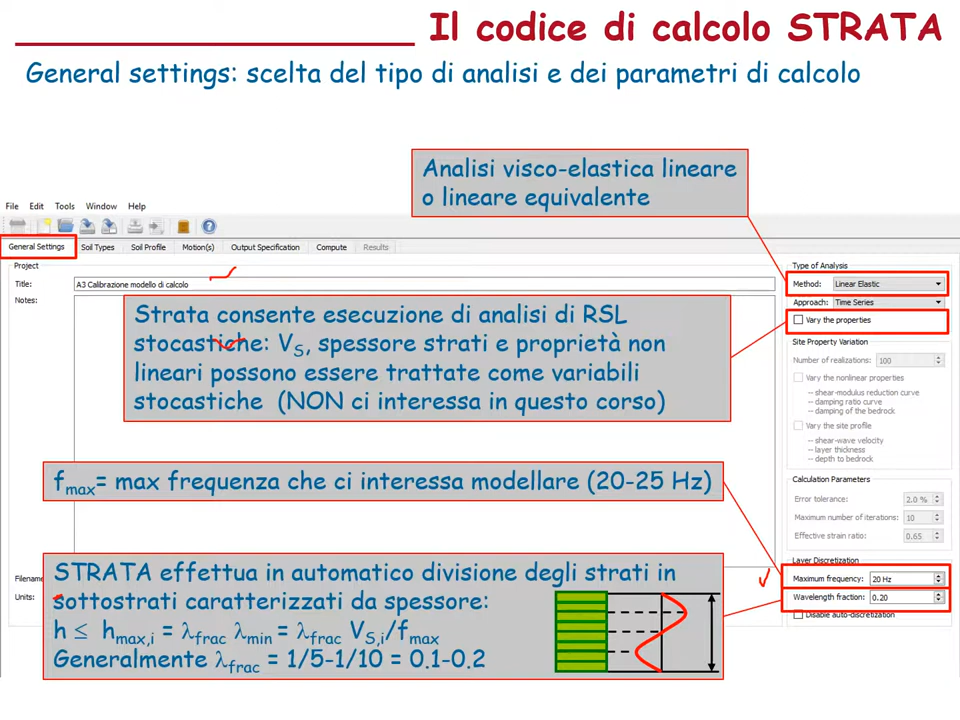 Il codice di calcolo STRATA
General settings: scelta del tipo di analisi e dei parametri di calcolo
Analisi visco-elastica lineare
o lineare equivalente
File Edit Tools Window Help
General Settings Soil Types Soil Profile Motion(s) Output Specification Compute Results
Project
Title: A3 Calibrazione modello di calcolo
Notes:
Strata consente esecuzione di analisi di RSL
stocastiche: VS, spessore strati e proprietà non
lineari possono essere trattate come variabili
stocastiche (NON ci interessa in questo corso)
fmax= max frequenza che ci interessa modellare (20-25 Hz)
Filename
Units:
STRATA effettua in automatico divisione degli strati in
sottostrati caratterizzati da spessore:
h ≤ hmax,i = λfrac λmin = λfrac VS,i/fmax
Generalmente λfrac = 1/5-1/10 = 0.1-0.2
Type of Analysis
Method: Linear Elastic
Approach: Time Series
Vary the properties
Site Property Variation
Number of realizations: 100
Vary the nonlinear properties
-- shear-modulus reduction curve
-- damping ratio curve
-- damping of the bedrock
Vary the site profile
-- shear-wave velocity
-- layer thickness
-- depth to bedrock
Calculation Parameters
Error tolerance: 2.0 %
Maximum number of iterations: 10
Effective strain ratio: 0.65
Layer Discretization
Maximum frequency: 20 Hz
Wavelength fraction: 0.20
Disable auto-discretization